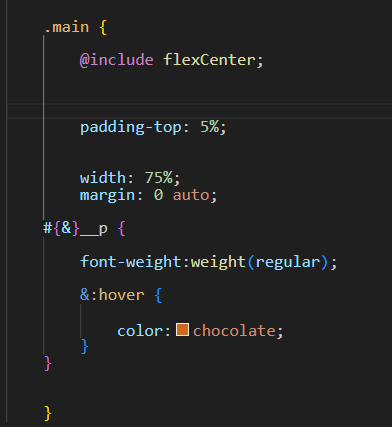 .main {
@include flexCenter;
padding-top: 5%;
width: 75%;
margin: 0 auto;
#{&}__p {
font-weight:weight(regular);
&:hover {
color: chocolate;
}
}
}